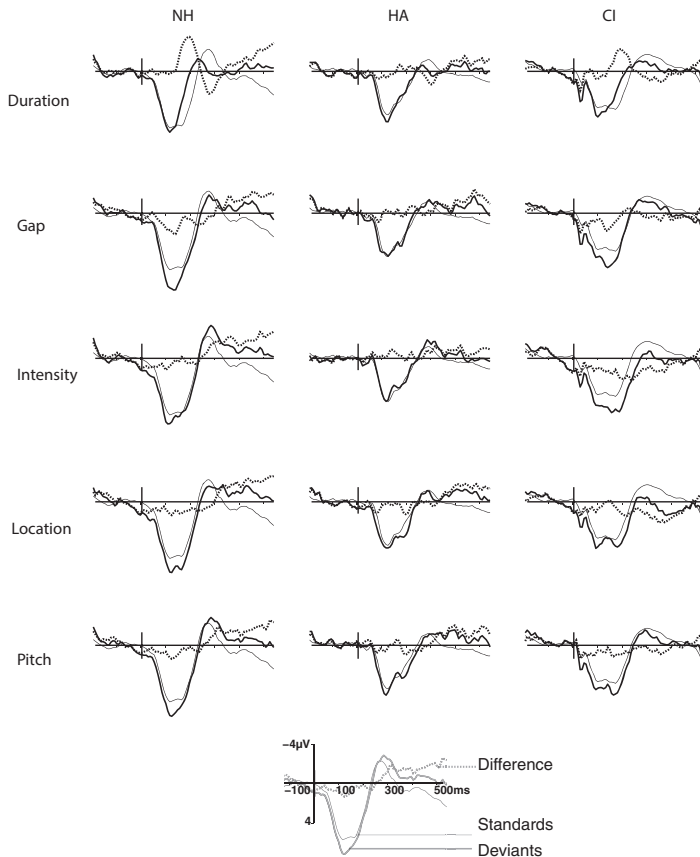 NH HA CI
Duration
Gap
Intensity
Location
Pitch
-4µV
Difference
-100 100 300 500ms
4
Standards
Deviants